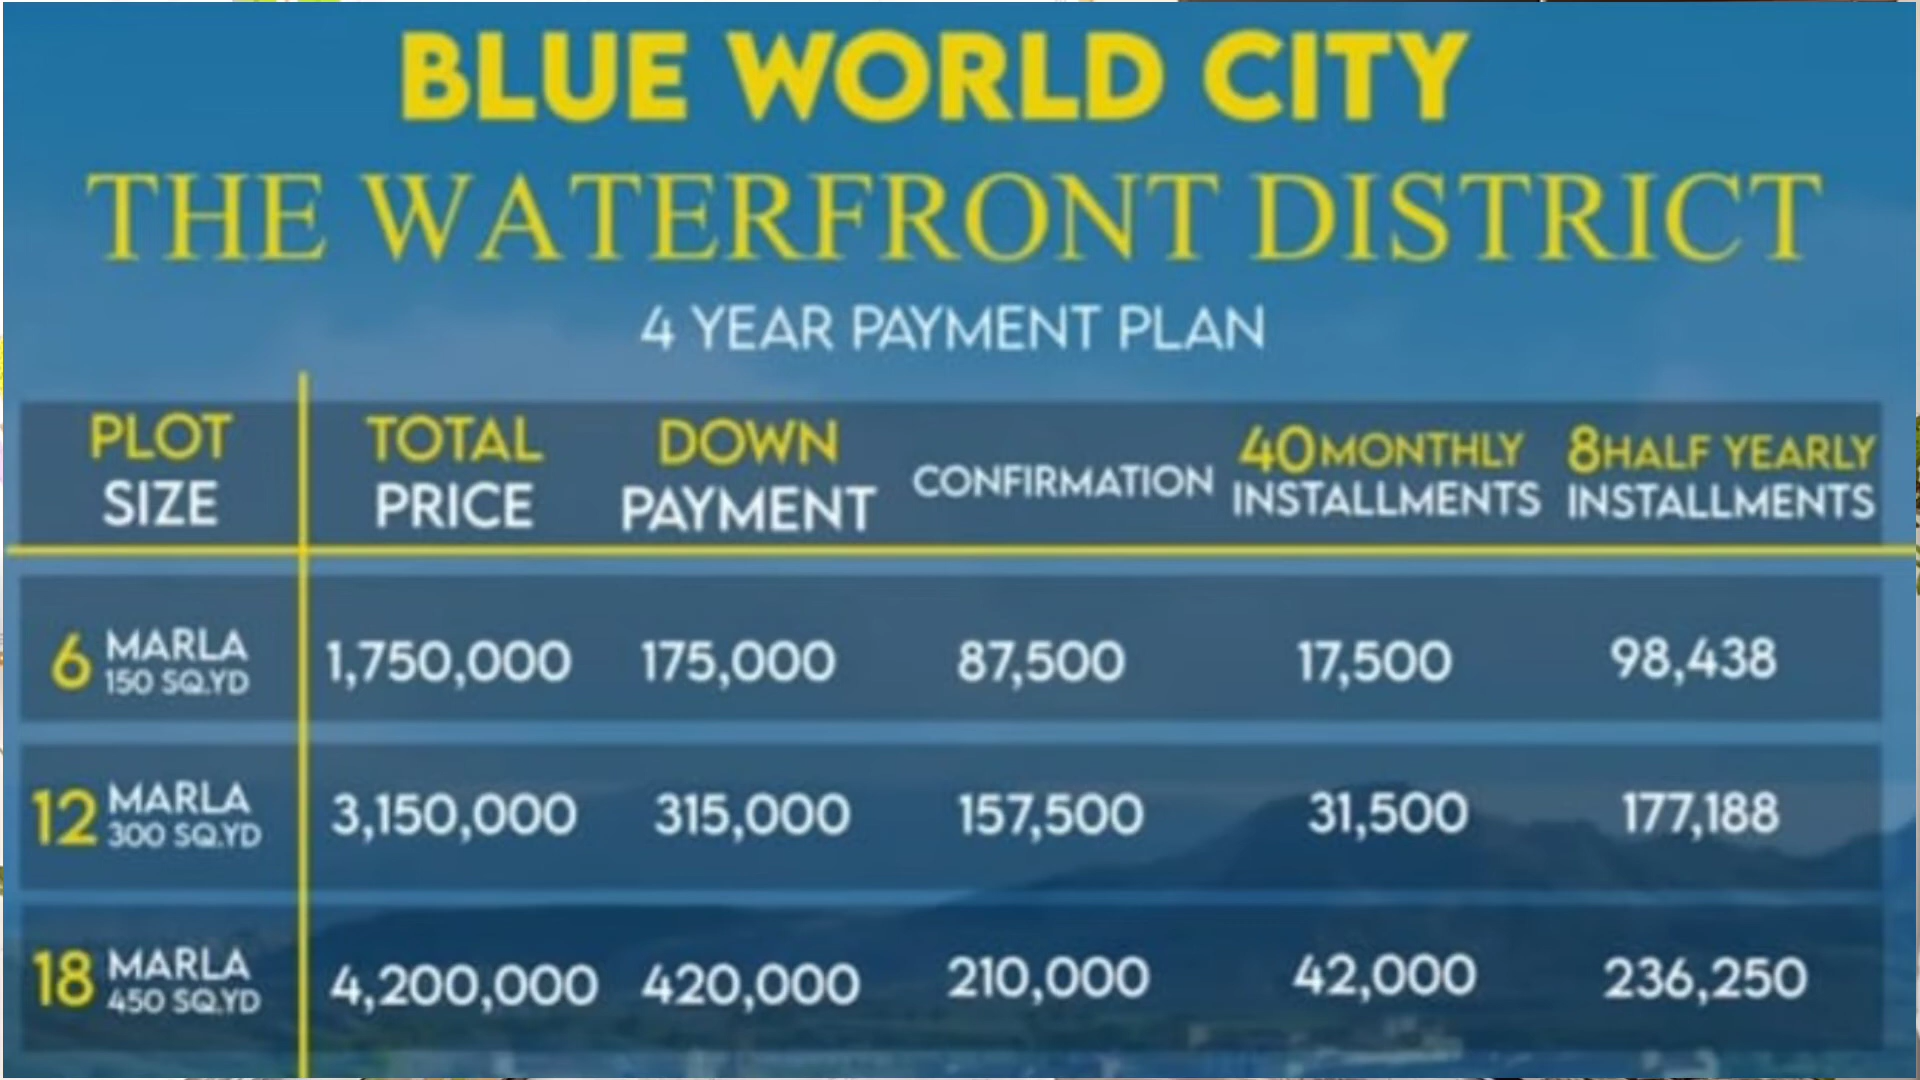 BLUE WORLD CITY
THE WATERFRONT DISTRICT
4 YEAR PAYMENT PLAN
PLOT SIZE
TOTAL PRICE
DOWN PAYMENT
CONFIRMATION
40 MONTHLY INSTALLMENTS
8 HALF YEARLY INSTALLMENTS
6 MARLA 150 SQ.YD 1,750,000 175,000 87,500 17,500 98,438
12 MARLA 300 SQ.YD 3,150,000 315,000 157,500 31,500 177,188
18 MARLA 450 SQ.YD 4,200,000 420,000 210,000 42,000 236,250